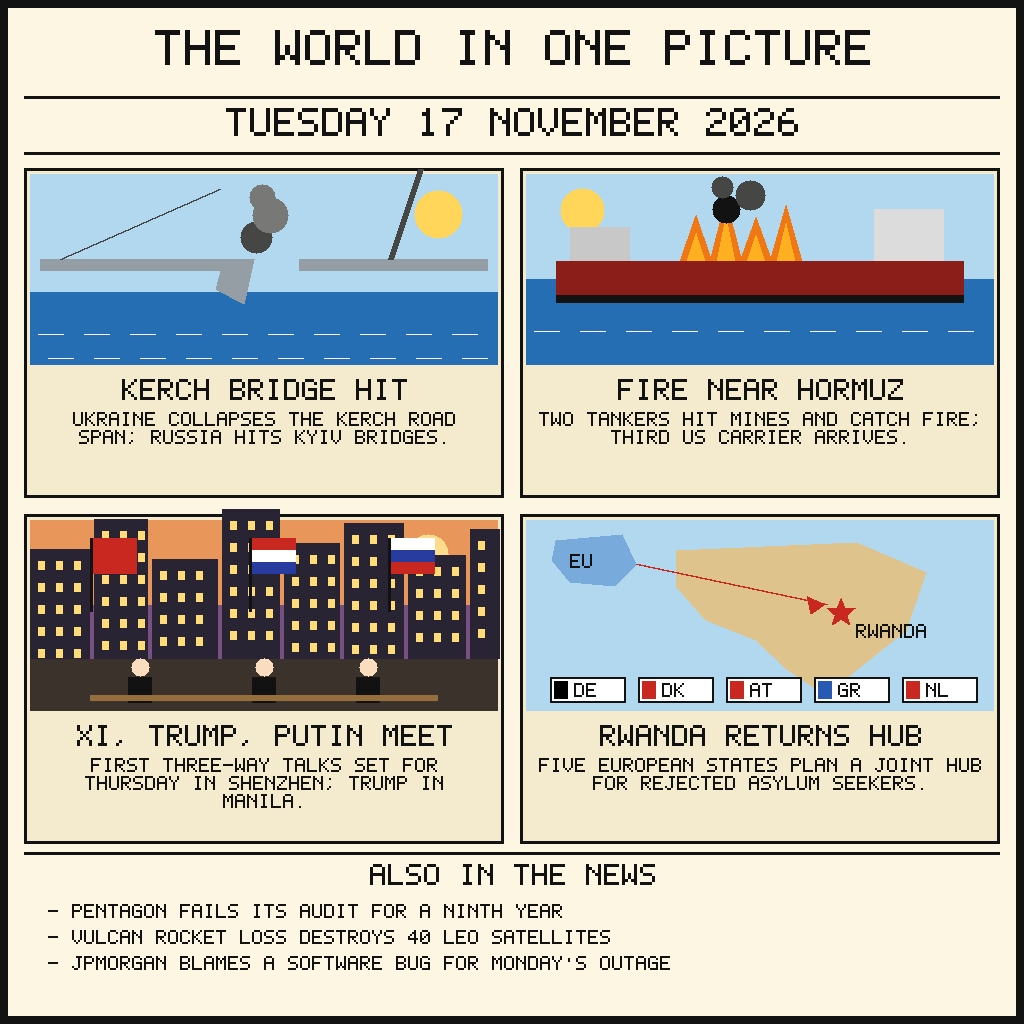 THE WORLD IN ONE PICTURE
TUESDAY 17 NOVEMBER 2026
KERCH BRIDGE HIT
UKRAINE COLLAPSES THE KERCH ROAD
SPAN; RUSSIA HITS KYIV BRIDGES.
FIRE NEAR HORMUZ
TWO TANKERS HIT MINES AND CATCH FIRE;
THIRD US CARRIER ARRIVES.
XI, TRUMP, PUTIN MEET
FIRST THREE-WAY TALKS SET FOR
THURSDAY IN SHENZHEN; TRUMP IN
MANILA.
EU
RWANDA
DE
DK
AT
GR
NL
RWANDA RETURNS HUB
FIVE EUROPEAN STATES PLAN A JOINT HUB
FOR REJECTED ASYLUM SEEKERS.
ALSO IN THE NEWS
- PENTAGON FAILS ITS AUDIT FOR A NINTH YEAR
- VULCAN ROCKET LOSS DESTROYS 40 LEO SATELLITES
- JPMORGAN BLAMES A SOFTWARE BUG FOR MONDAY'S OUTAGE